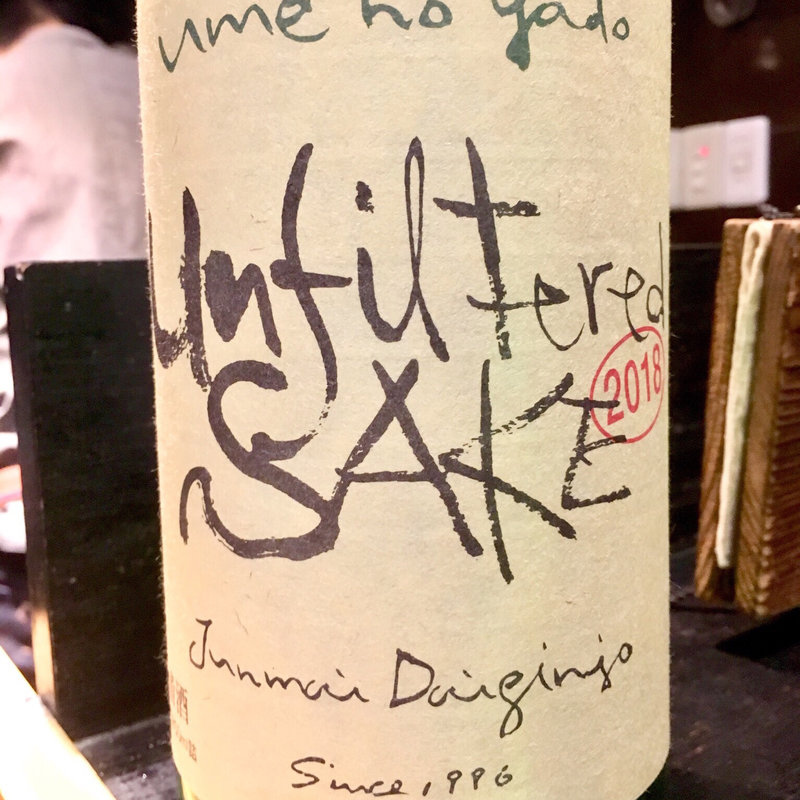 ume no yado
Unfiltered
2018
SAKE
Junmai Daiginjo
Since, 1996